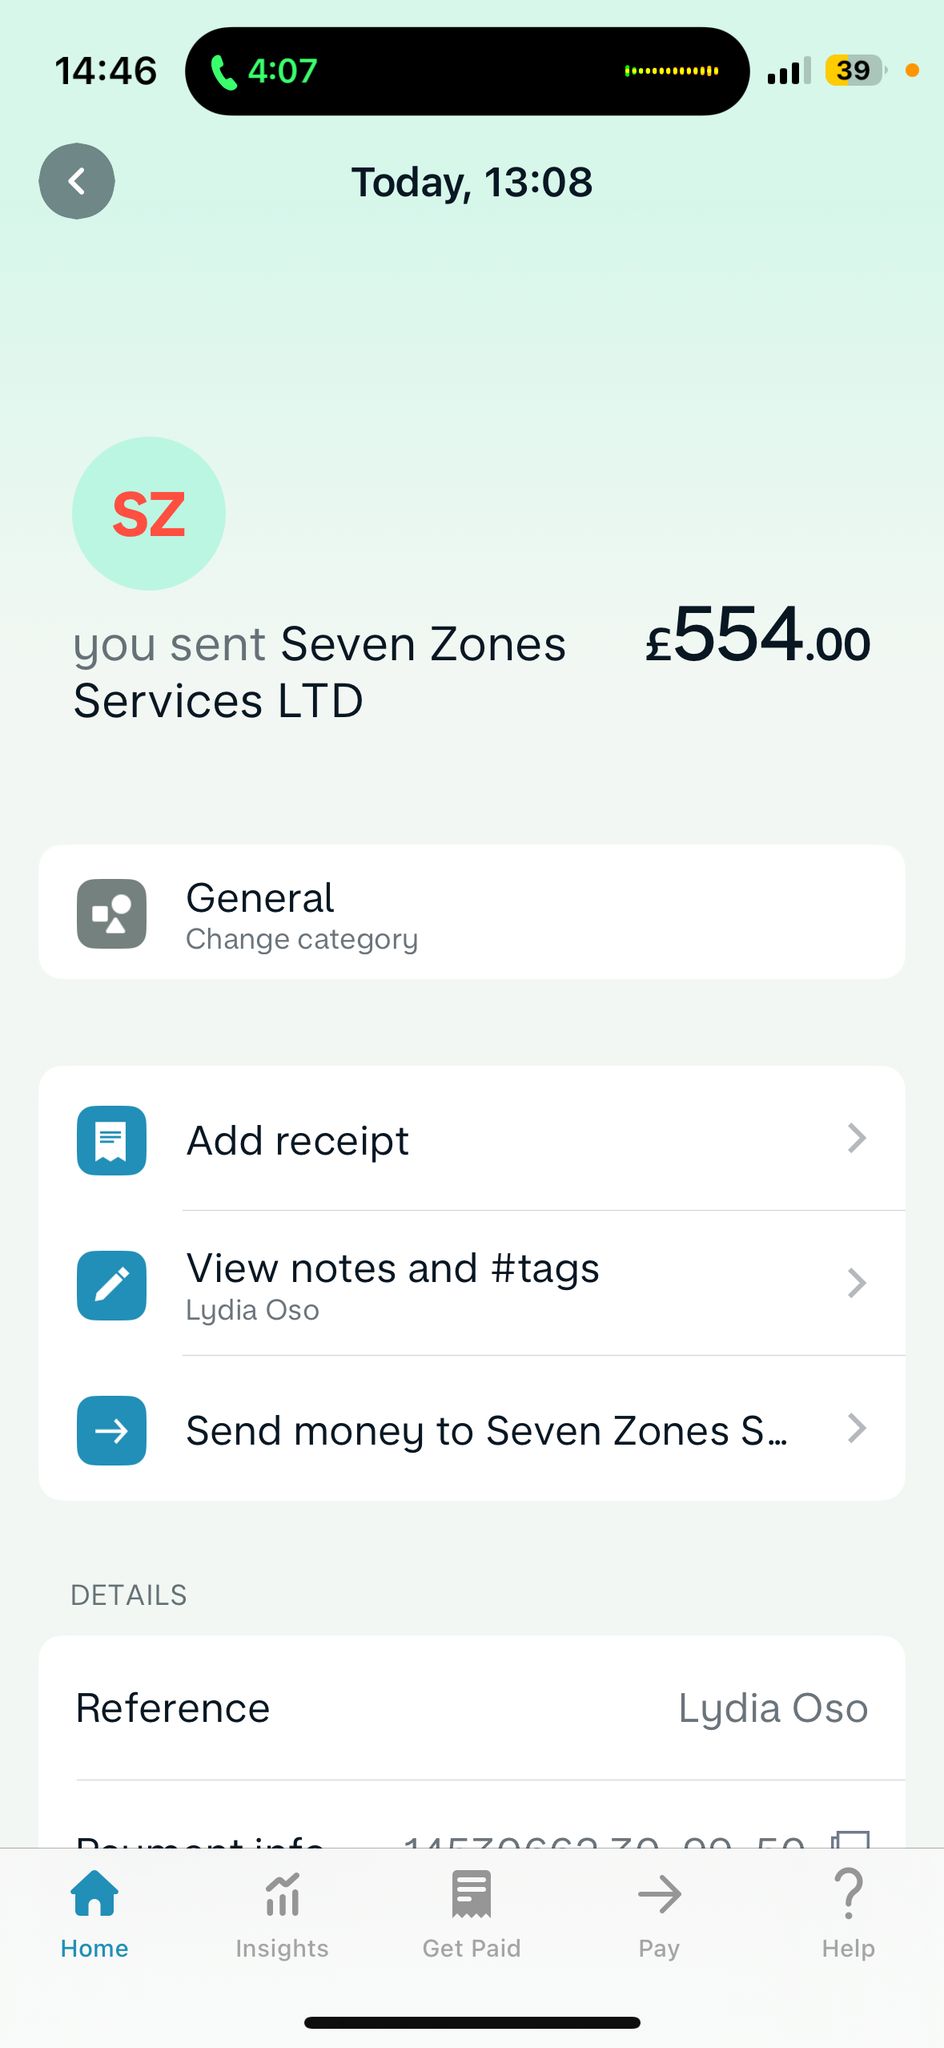 14:46
4:07
39
Today, 13:08
SZ
you sent Seven Zones
Services LTD
£554.00
General
Change category
Add receipt
View notes and #tags
Lydia Oso
Send money to Seven Zones S...
DETAILS
Reference
Lydia Oso
Payment info
Home
Insights
Get Paid
Pay
Help